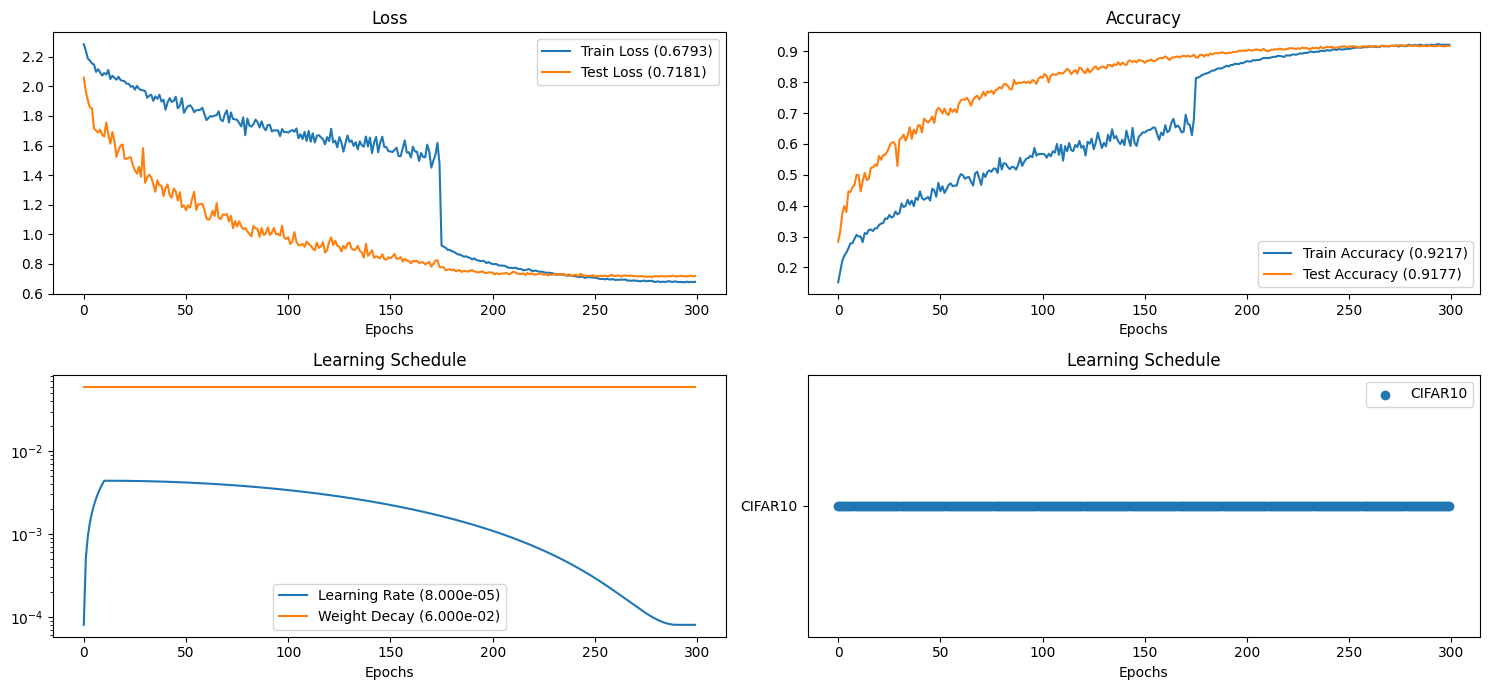 Loss
2.2
2.0
1.8
1.6
1.4
1.2
1.0
0.8
0.6
Train Loss (0.6793)
Test Loss (0.7181)
0 50 100 150 200 250 300
Epochs
Accuracy
0.9
0.8
0.7
0.6
0.5
0.4
0.3
0.2
Train Accuracy (0.9217)
Test Accuracy (0.9177)
0 50 100 150 200 250 300
Epochs
Learning Schedule
10⁻²
10⁻³
10⁻⁴
Learning Rate (8.000e-05)
Weight Decay (6.000e-02)
0 50 100 150 200 250 300
Epochs
Learning Schedule
CIFAR10
CIFAR10
0 50 100 150 200 250 300
Epochs